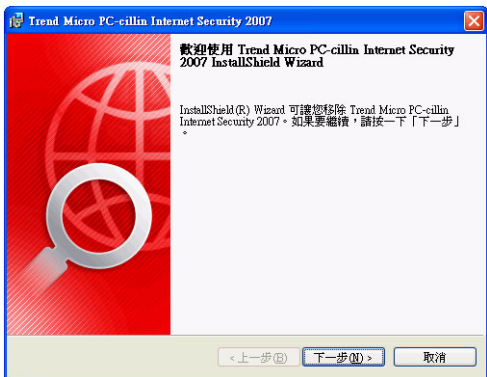 Trend Micro PC-cillin Internet Security 2007
歡迎使用 Trend Micro PC-cillin Internet Security
2007 InstallShield Wizard
InstallShield(R) Wizard 可讓您移除 Trend Micro PC-cillin
Internet Security 2007。如果要繼續，請按一下「下一步」
。
<上一步(B)
下一步(N) >
取消